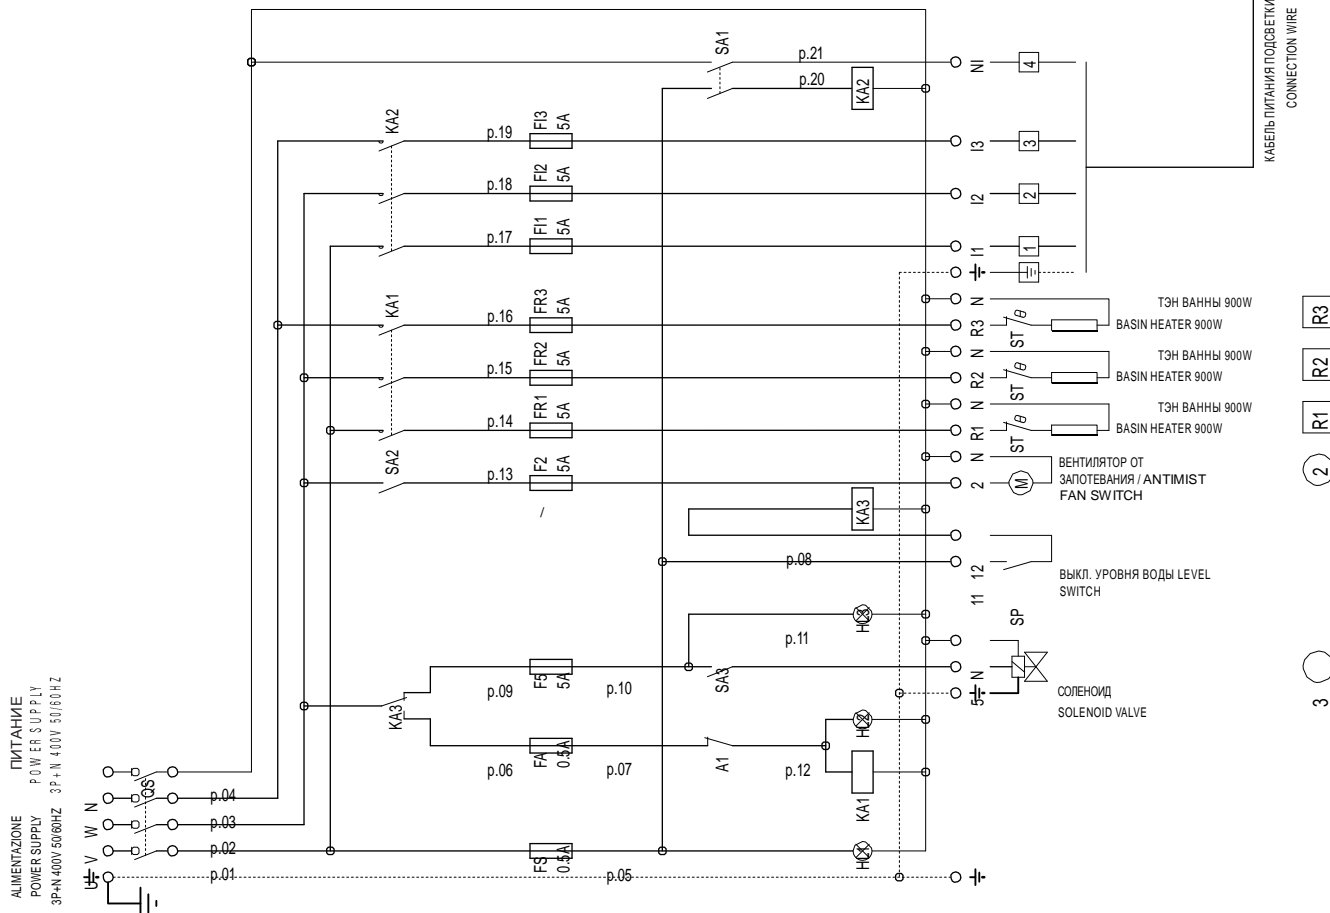 КАБЕЛЬ ПИТАНИЯ ПОДСВЕТКИ
CONNECTION WIRE
SA1
p.21
NI
4
p.20
KA2
KA2
p.19
FI3
5A
I3
3
p.18
FI2
5A
I2
2
p.17
FI1
5A
I1
1
KA1
p.16
FR3
5A
N
R3
ST
θ
ТЭН ВАННЫ 900W
BASIN HEATER 900W
R3
p.15
FR2
5A
N
R2
ST
θ
ТЭН ВАННЫ 900W
BASIN HEATER 900W
R2
p.14
FR1
5A
N
R1
ST
θ
ТЭН ВАННЫ 900W
BASIN HEATER 900W
R1
SA2
p.13
F2
5A
/
N
2
M
ВЕНТИЛЯТОР ОТ
ЗАПОТЕВАНИЯ / ANTIMIST
FAN SWITCH
2
KA3
p.08
12
11
ВЫКЛ. УРОВНЯ ВОДЫ LEVEL
SWITCH
HL3
p.11
SP
KA3
p.09
F5
5A
p.10
SA3
N
5
СОЛЕНОИД
SOLENOID VALVE
3
p.06
FA
0.5A
p.07
A1
p.12
HL2
KA1
ПИТАНИЕ
POWER SUPPLY
3P+N 400V 50/60HZ
ALIMENTAZIONE
POWER SUPPLY
3P+N 400V 50/60HZ
N
W
V
U
QS
p.04
p.03
p.02
p.01
FS
0.5A
p.05
HL1